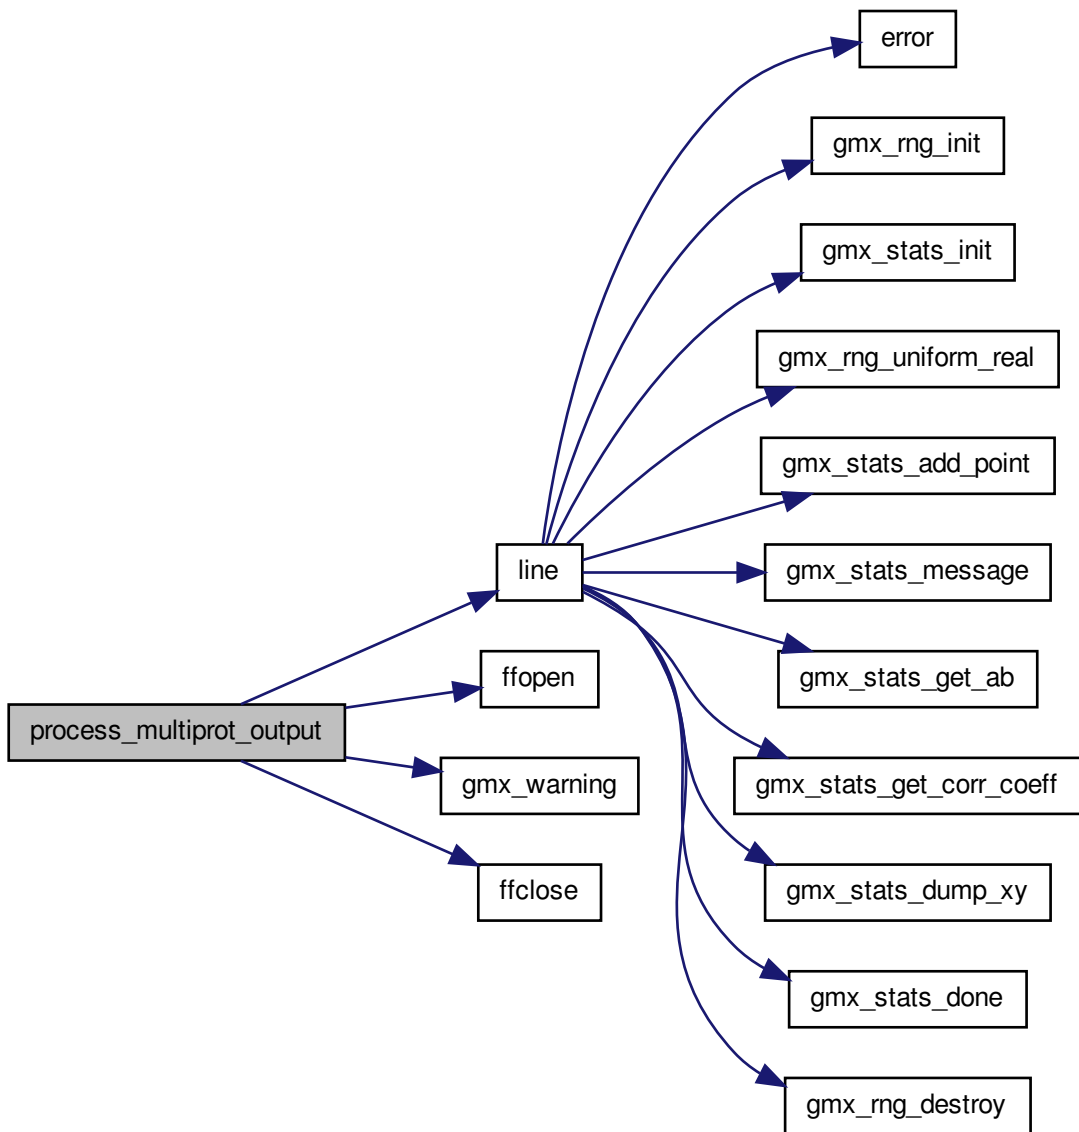 error
gmx_rng_init
gmx_stats_init
gmx_rng_uniform_real
gmx_stats_add_point
line
gmx_stats_message
gmx_stats_get_ab
ffopen
process_multiprot_output
gmx_warning
gmx_stats_get_corr_coeff
ffclose
gmx_stats_dump_xy
gmx_stats_done
gmx_rng_destroy